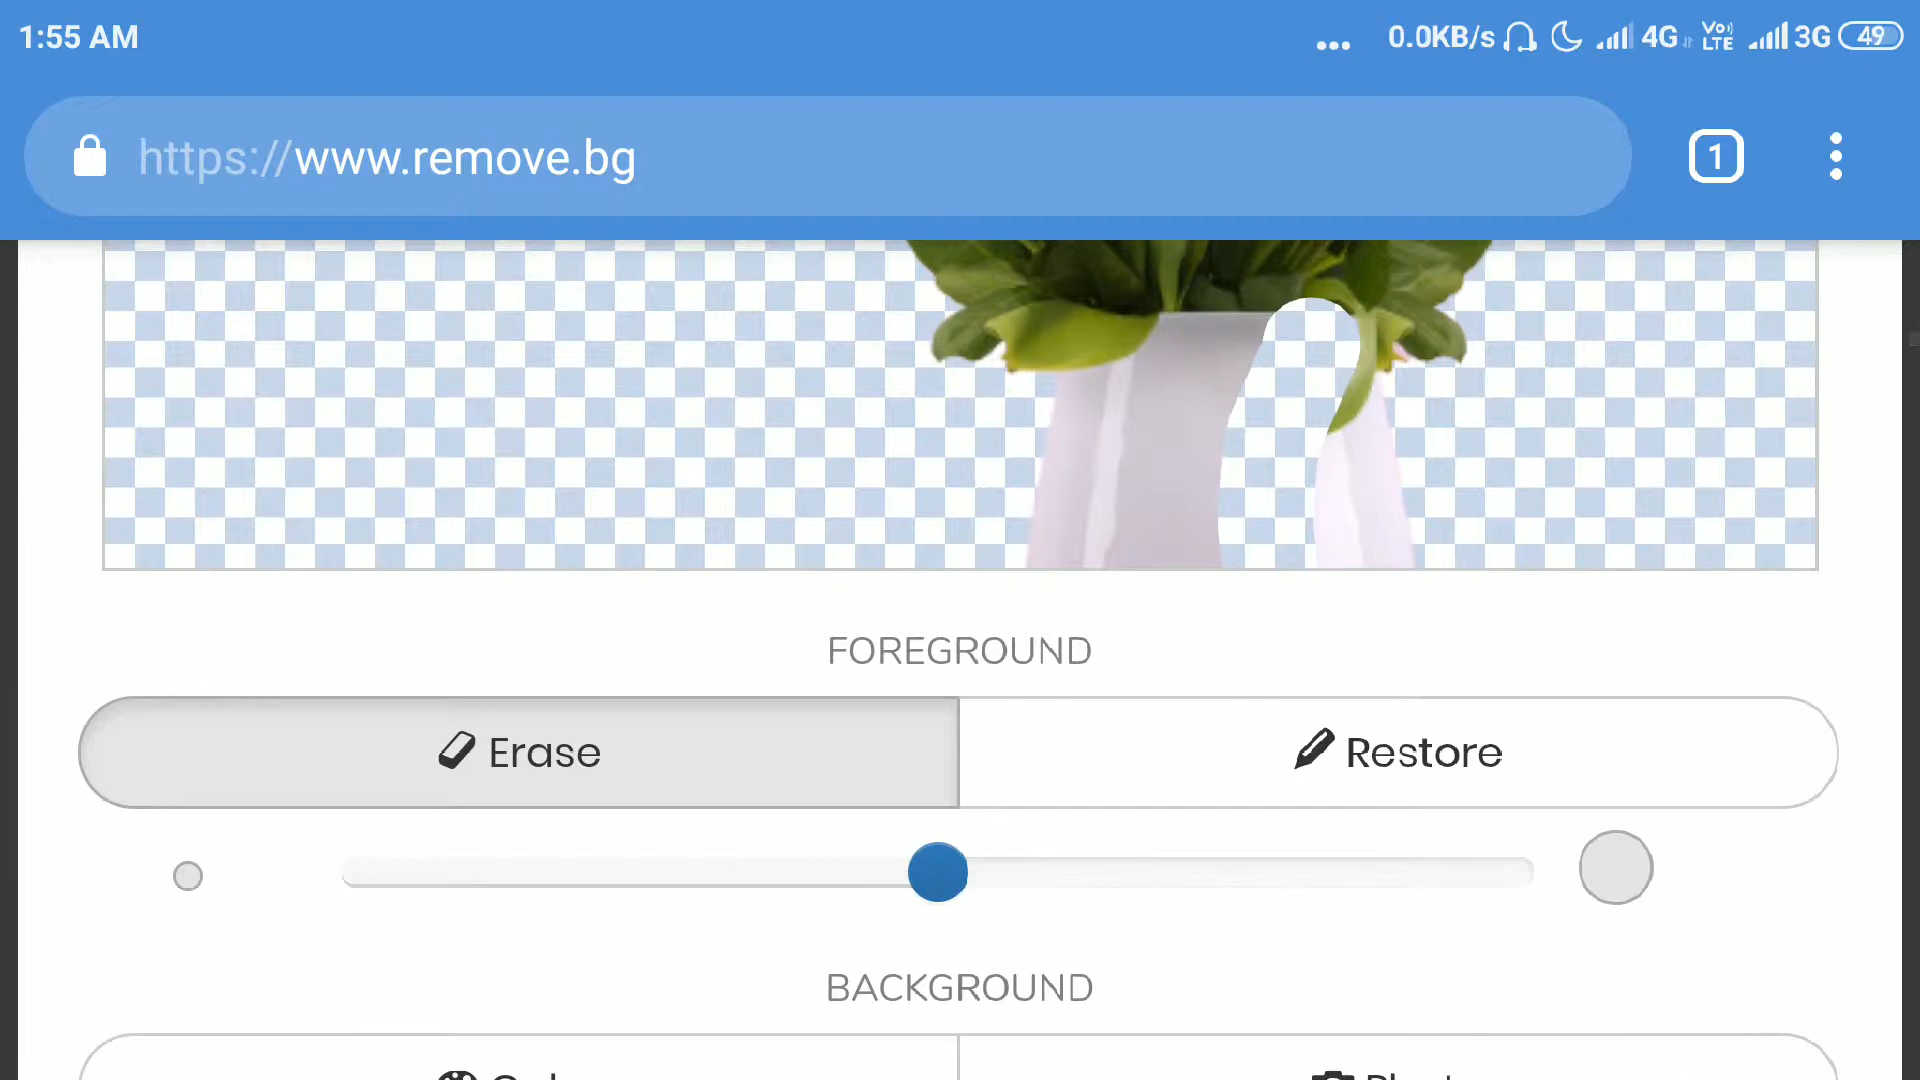 1:55 AM
... 0.0KB/s 4G Vo) LTE 3G 49
https://www.remove.bg
1
FOREGROUND
Erase Restore
BACKGROUND